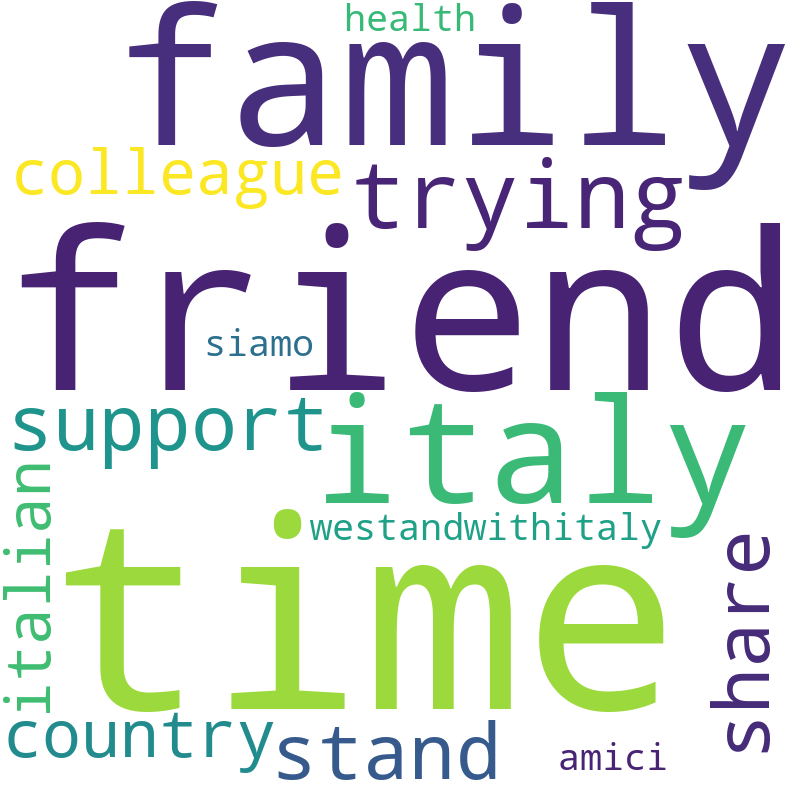 health
family
colleague
trying
friend
siamo
support
italy
westandwithitaly
italian
time
share
country
stand
amici